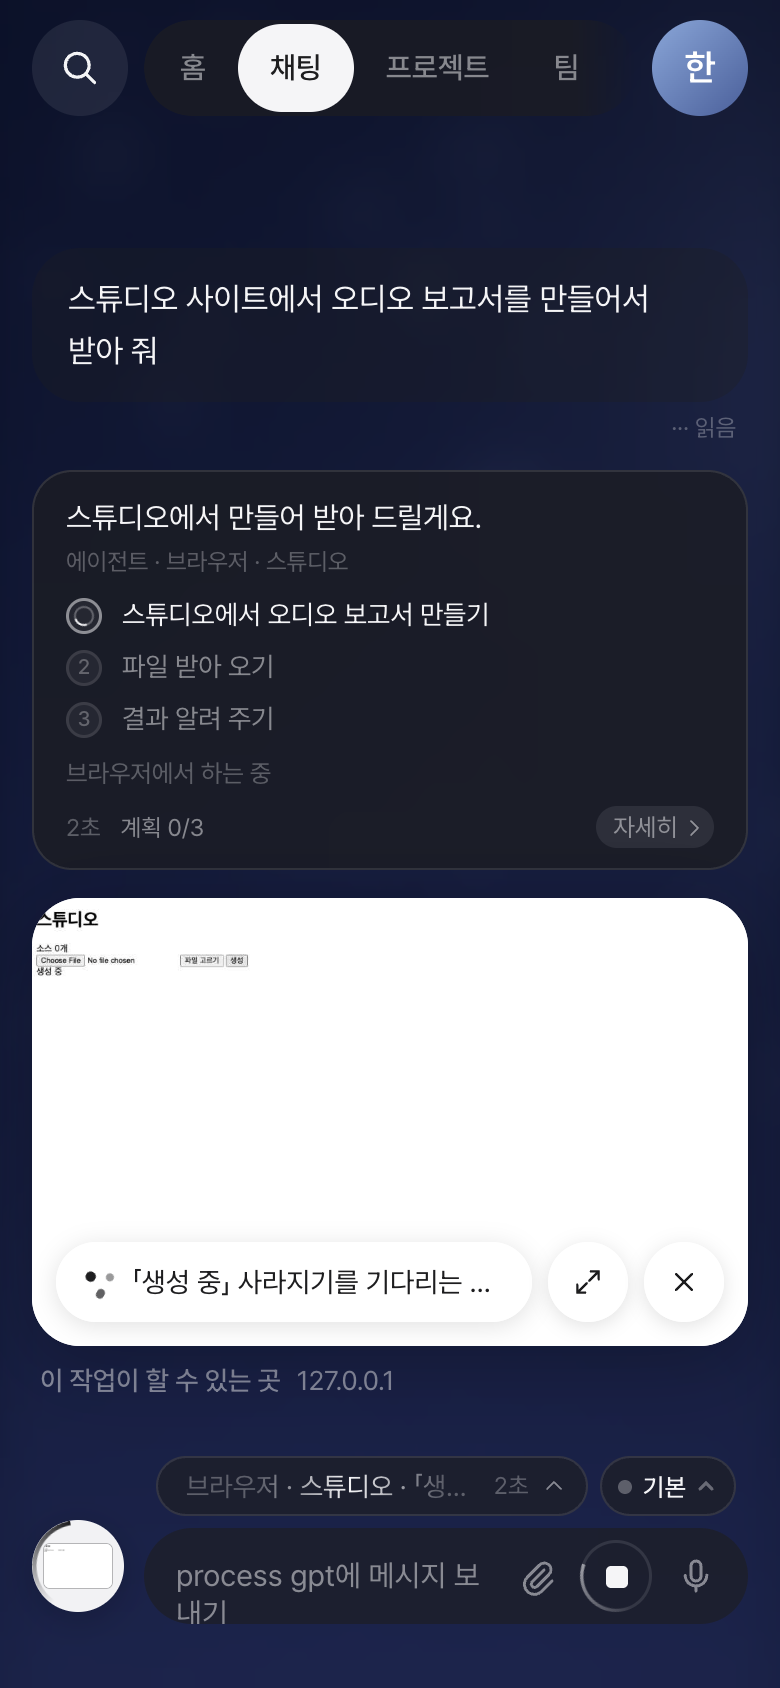 홈
채팅
프로젝트
팀
한
스튜디오 사이트에서 오디오 보고서를 만들어서
받아 줘
··· 읽음
스튜디오에서 만들어 받아 드릴게요.
에이전트 · 브라우저 · 스튜디오
스튜디오에서 오디오 보고서 만들기
2 파일 받아 오기
3 결과 알려 주기
브라우저에서 하는 중
2초 계획 0/3
자세히
스튜디오
소스 0개
Choose File No file chosen 파일 고르기 생성
생성 중
「생성 중」 사라지기를 기다리는 ...
이 작업이 할 수 있는 곳 127.0.0.1
브라우저 · 스튜디오 · 「생... 2초
기본
process gpt에 메시지 보
내기